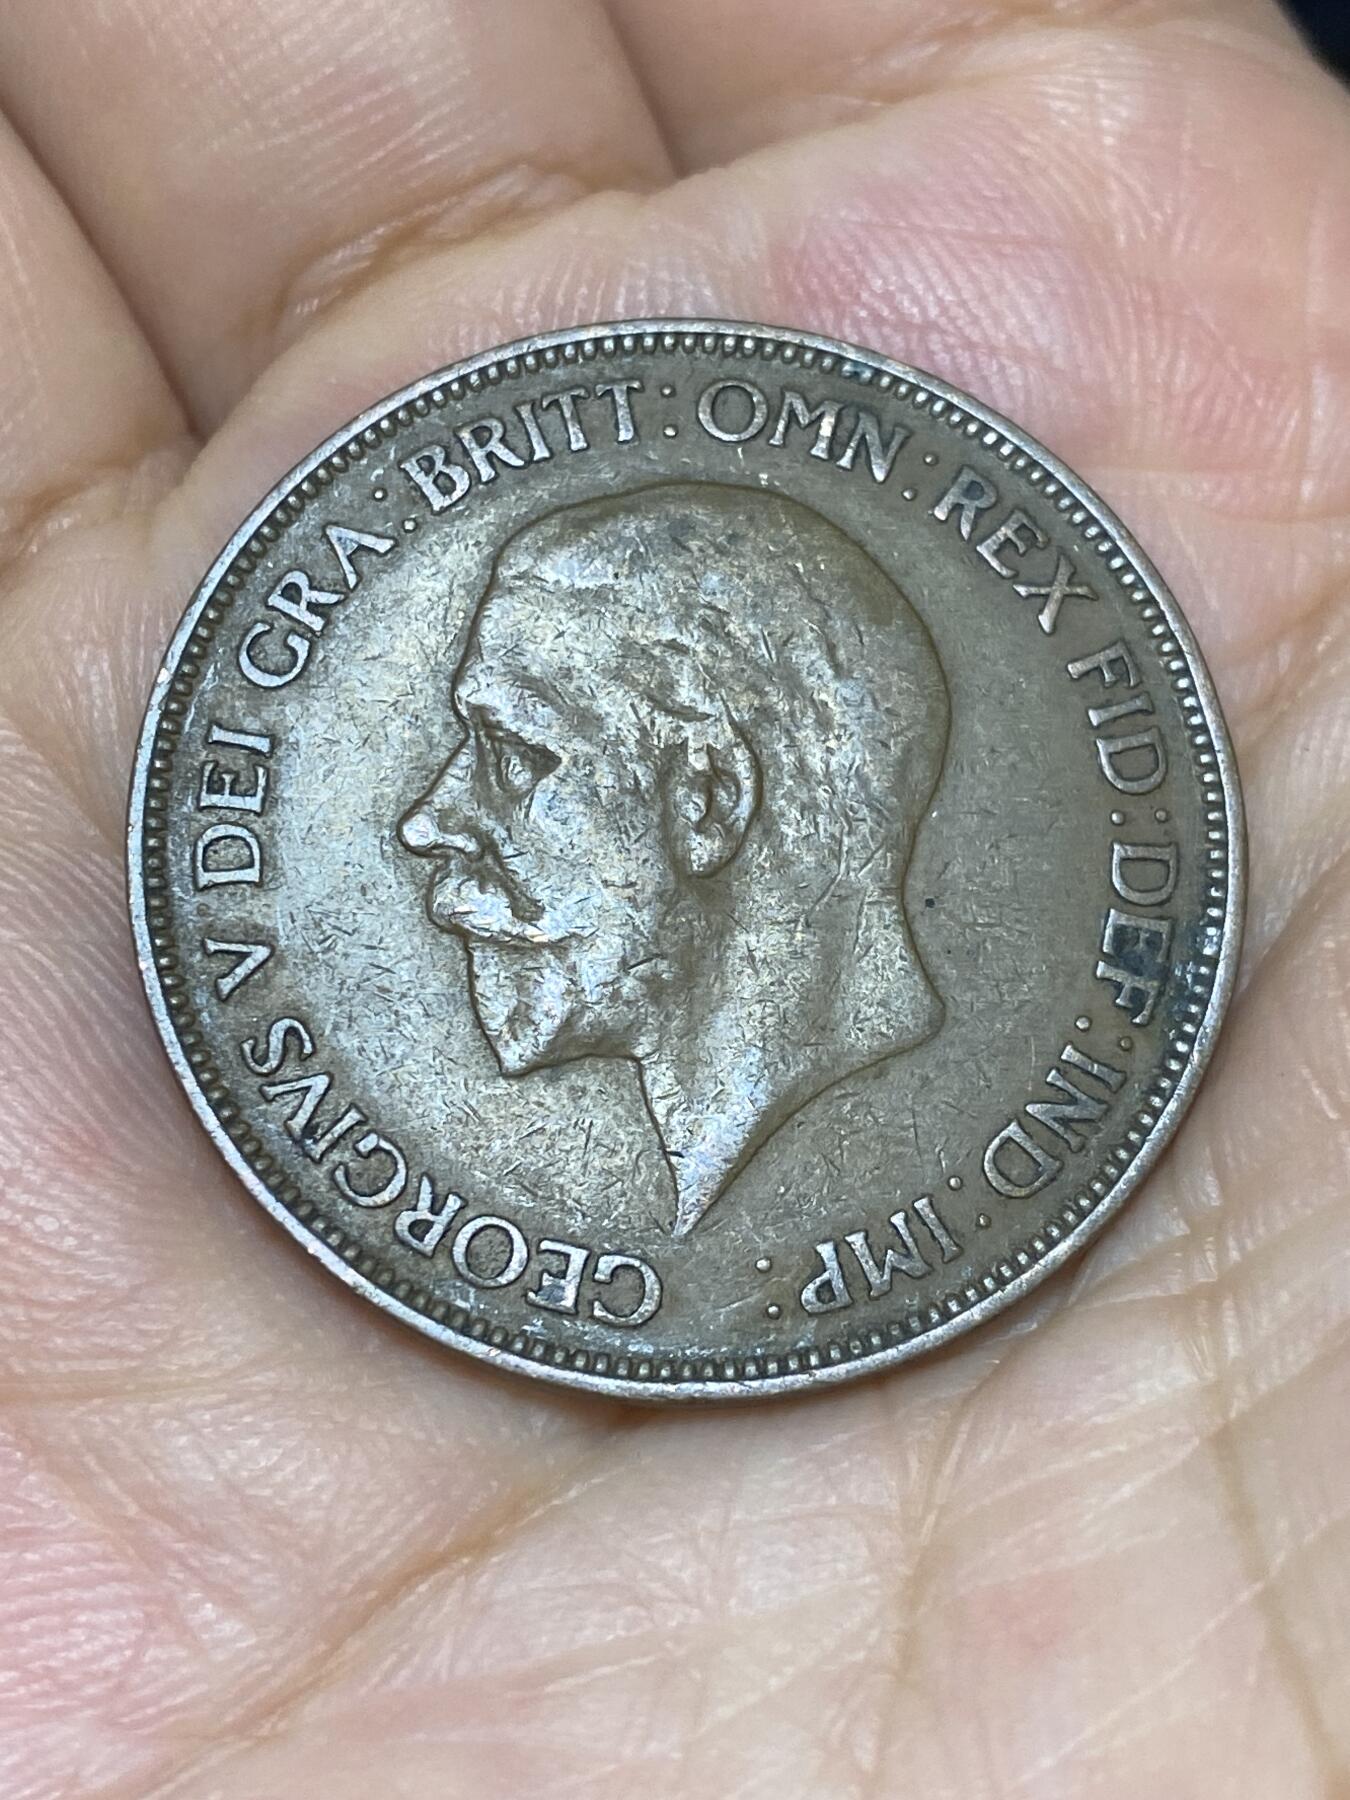 GEORGIVS V DEI GRA: BRITT: OMN: REX FID: DEF: IND: IMP: